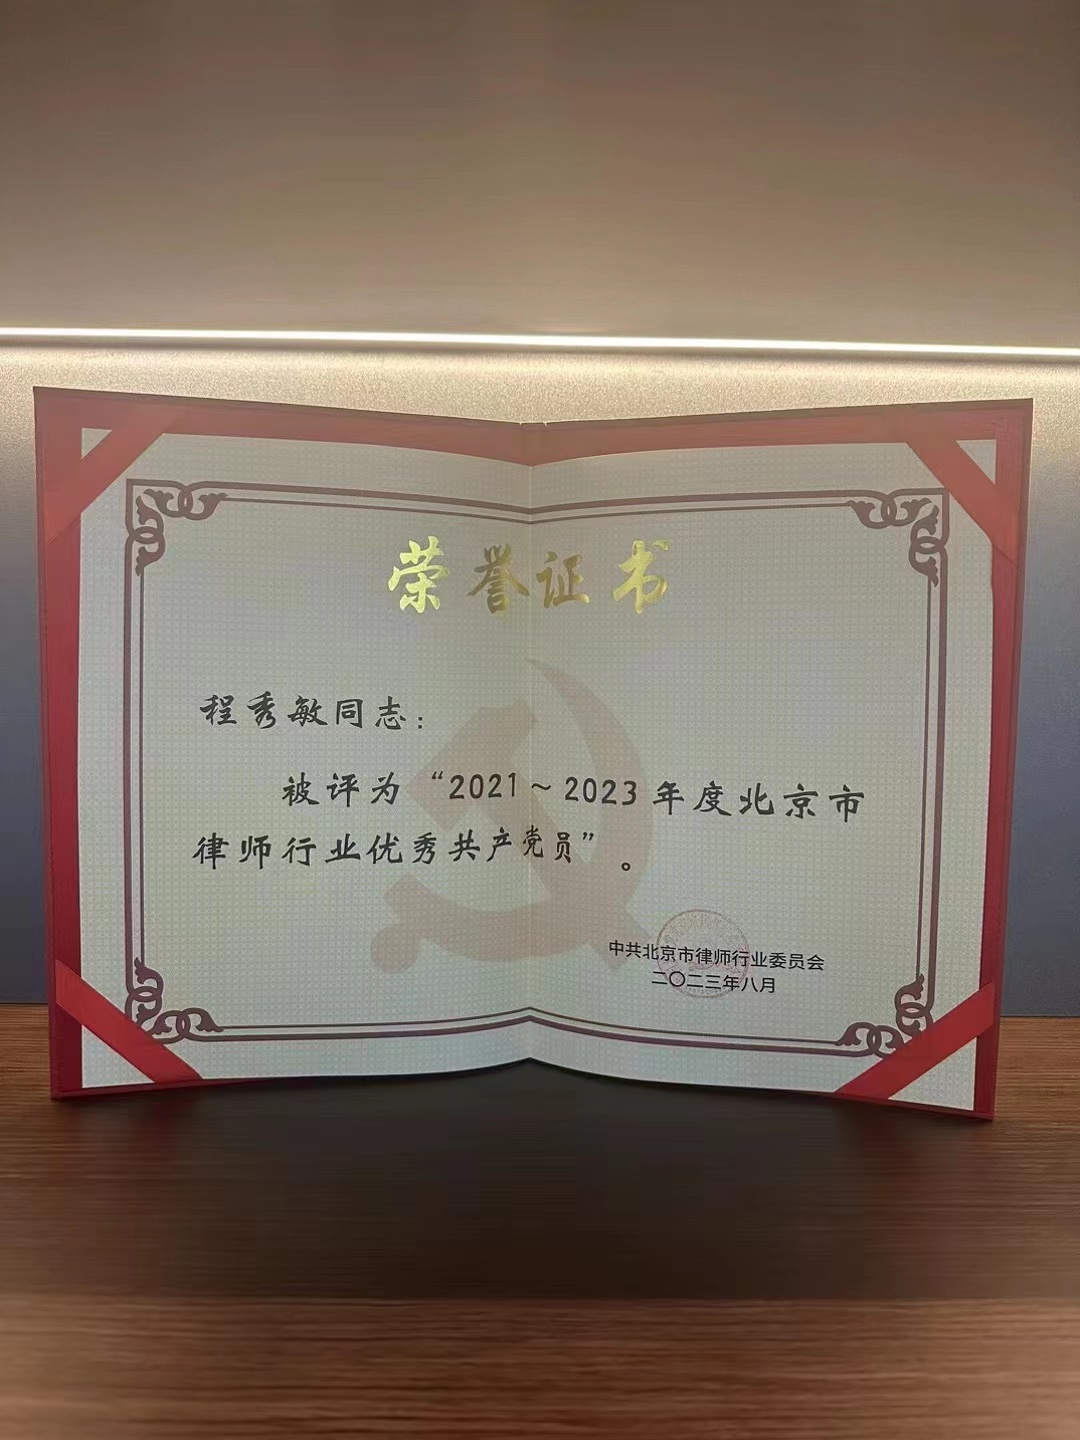 荣誉证书
程秀敏同志：
被评为“2021～2023年度北京市
律师行业优秀共产党员”。
中共北京市律师行业委员会
二〇二三年八月